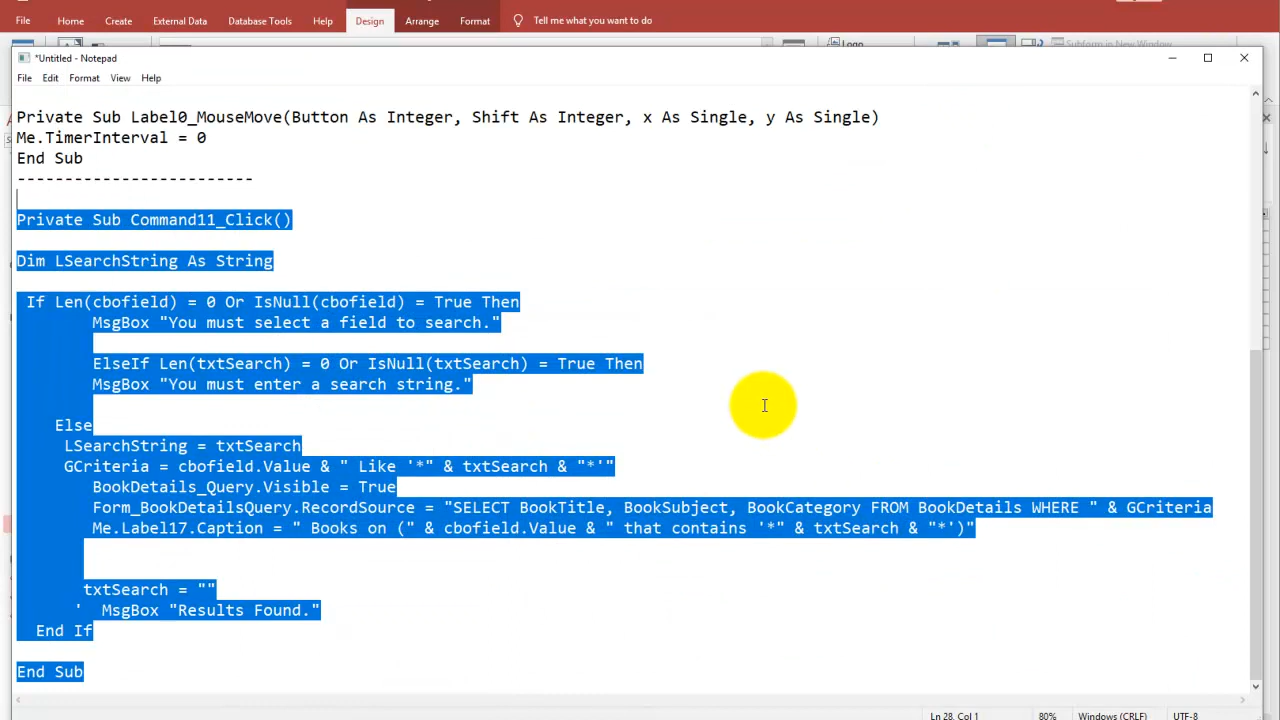 File Home Create External Data Database Tools Help Design Arrange Format Tell me what you want to do
Logo
Subform in New Window
*Untitled - Notepad
File Edit Format View Help
Private Sub Label0_MouseMove(Button As Integer, Shift As Integer, x As Single, y As Single)
Me.TimerInterval = 0
End Sub
-------------------------
Private Sub Command11_Click()
Dim LSearchString As String
If Len(cbofield) = 0 Or IsNull(cbofield) = True Then
MsgBox "You must select a field to search."
ElseIf Len(txtSearch) = 0 Or IsNull(txtSearch) = True Then
MsgBox "You must enter a search string."
Else
LSearchString = txtSearch
GCriteria = cbofield.Value & " Like '*" & txtSearch & "*'"
BookDetails_Query.Visible = True
Form_BookDetailsQuery.RecordSource = "SELECT BookTitle, BookSubject, BookCategory FROM BookDetails WHERE " & GCriteria
Me.Label17.Caption = " Books on (" & cbofield.Value & " that contains '*" & txtSearch & "*')"
txtSearch = ""
'  MsgBox "Results Found."
End If
End Sub
Ln 28, Col 1 80% Windows (CRLF) UTF-8